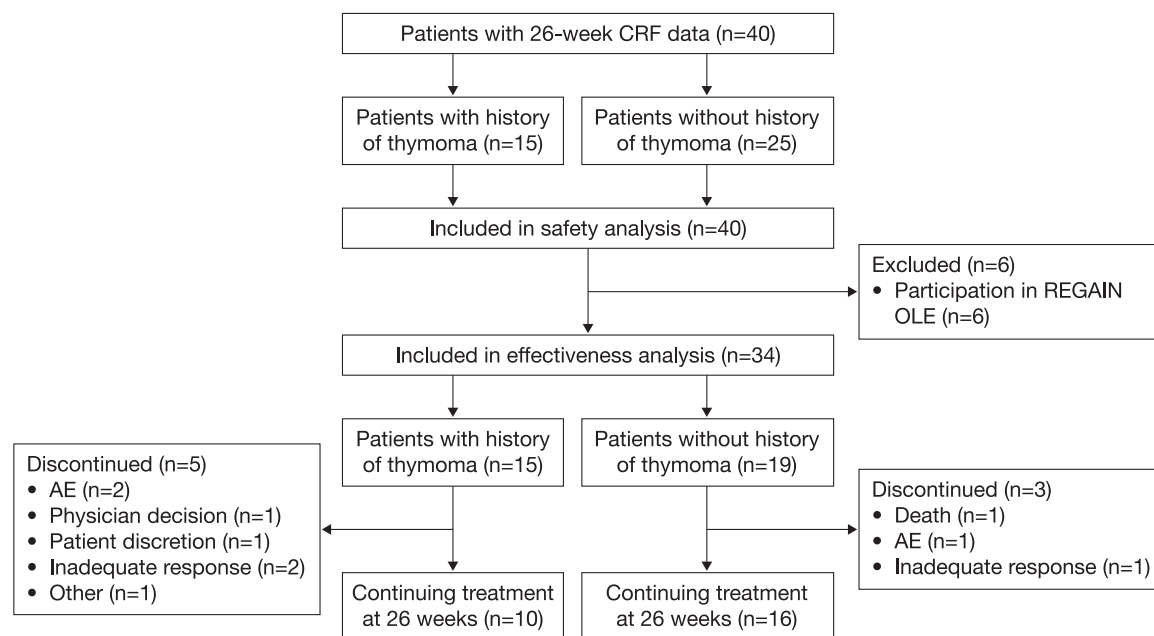 Patients with 26-week CRF data (n=40)
Patients with history
of thymoma (n=15)
Patients without history
of thymoma (n=25)
Included in safety analysis (n=40)
Excluded (n=6)
• Participation in REGAIN
OLE (n=6)
Included in effectiveness analysis (n=34)
Patients with history
of thymoma (n=15)
Patients without history
of thymoma (n=19)
Discontinued (n=5)
• AE (n=2)
• Physician decision (n=1)
• Patient discretion (n=1)
• Inadequate response (n=2)
• Other (n=1)
Discontinued (n=3)
• Death (n=1)
• AE (n=1)
• Inadequate response (n=1)
Continuing treatment
at 26 weeks (n=10)
Continuing treatment
at 26 weeks (n=16)